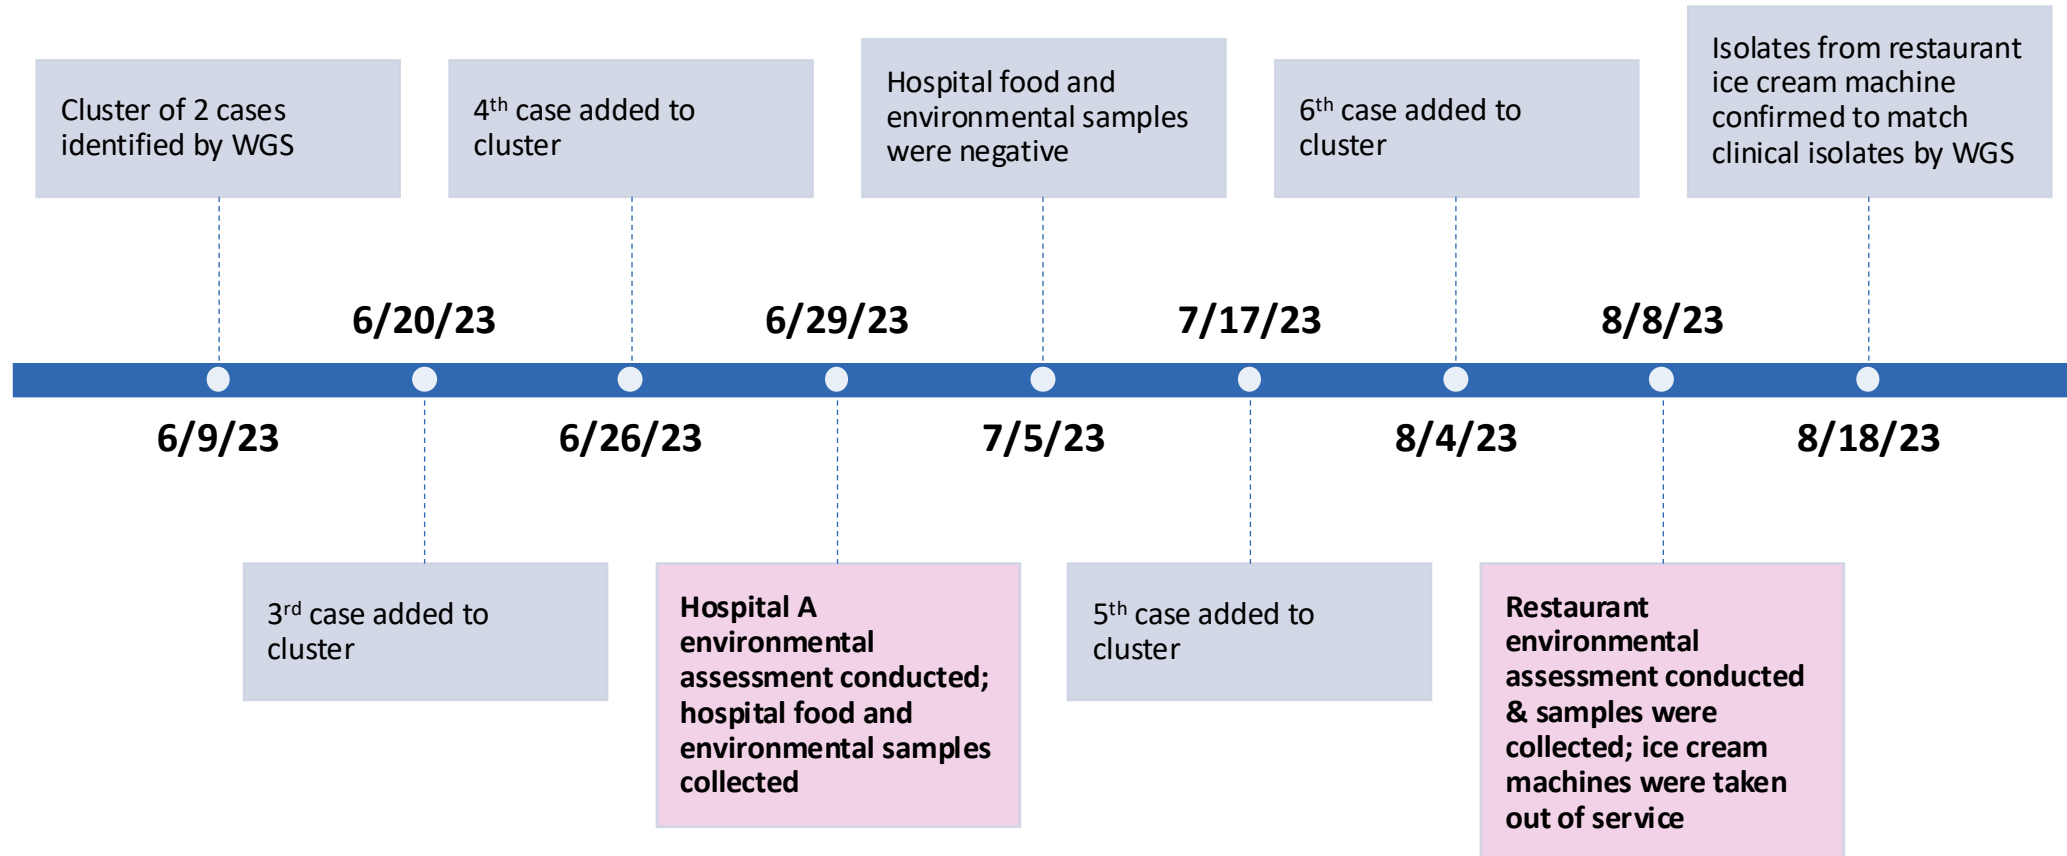 Cluster of 2 cases
identified by WGS
4th case added to
cluster
Hospital food and
environmental samples
were negative
6th case added to
cluster
Isolates from restaurant
ice cream machine
confirmed to match
clinical isolates by WGS
6/20/23
6/29/23
7/17/23
8/8/23
6/9/23
6/26/23
7/5/23
8/4/23
8/18/23
3rd case added to
cluster
Hospital A
environmental
assessment conducted;
hospital food and
environmental samples
collected
5th case added to
cluster
Restaurant
environmental
assessment conducted
& samples were
collected; ice cream
machines were taken
out of service